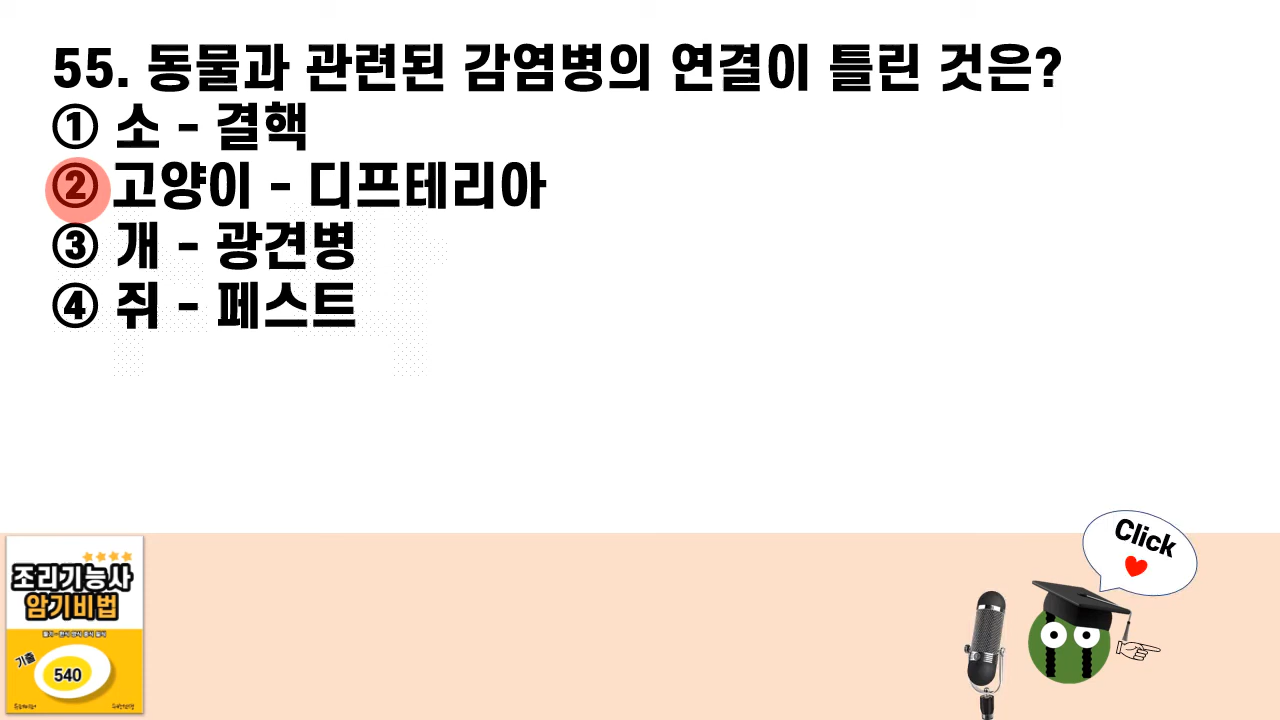 55. 동물과 관련된 감염병의 연결이 틀린 것은?
① 소 - 결핵
② 고양이 - 디프테리아
③ 개 - 광견병
④ 쥐 - 페스트
Click
조리기능사
암기비법
기출
540